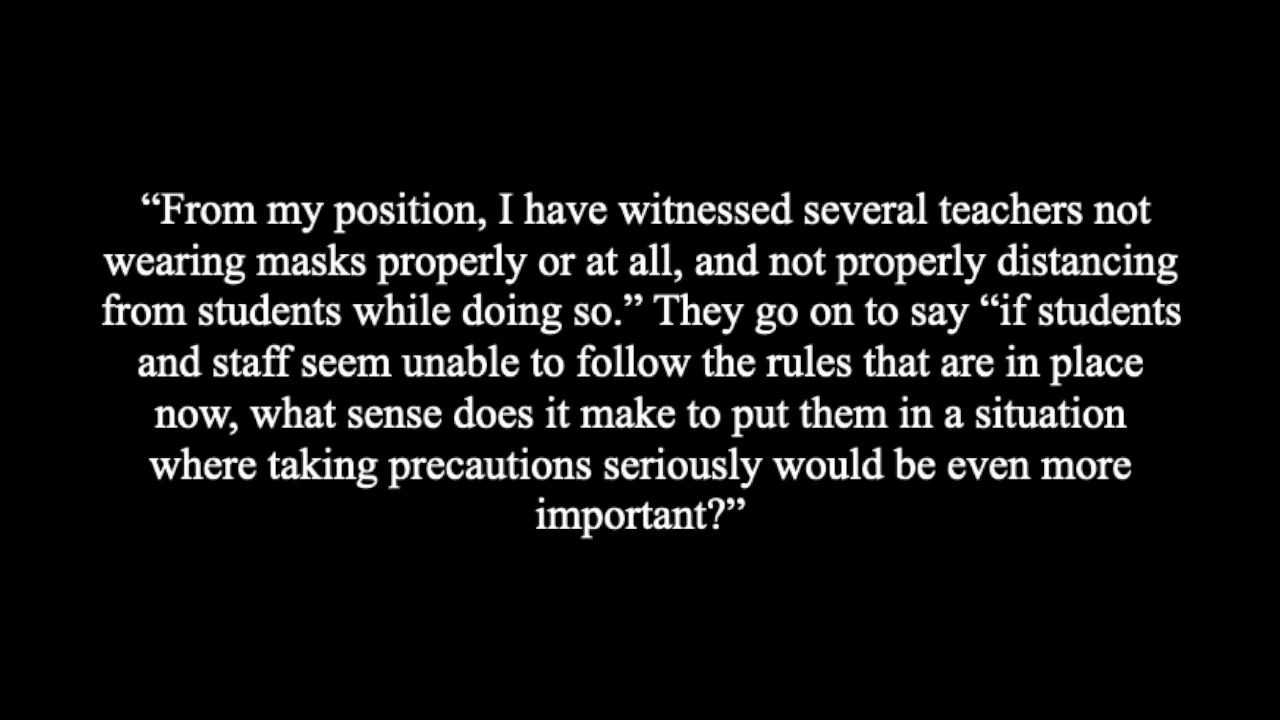 “From my position, I have witnessed several teachers not
wearing masks properly or at all, and not properly distancing
from students while doing so.” They go on to say “if students
and staff seem unable to follow the rules that are in place
now, what sense does it make to put them in a situation
where taking precautions seriously would be even more
important?”